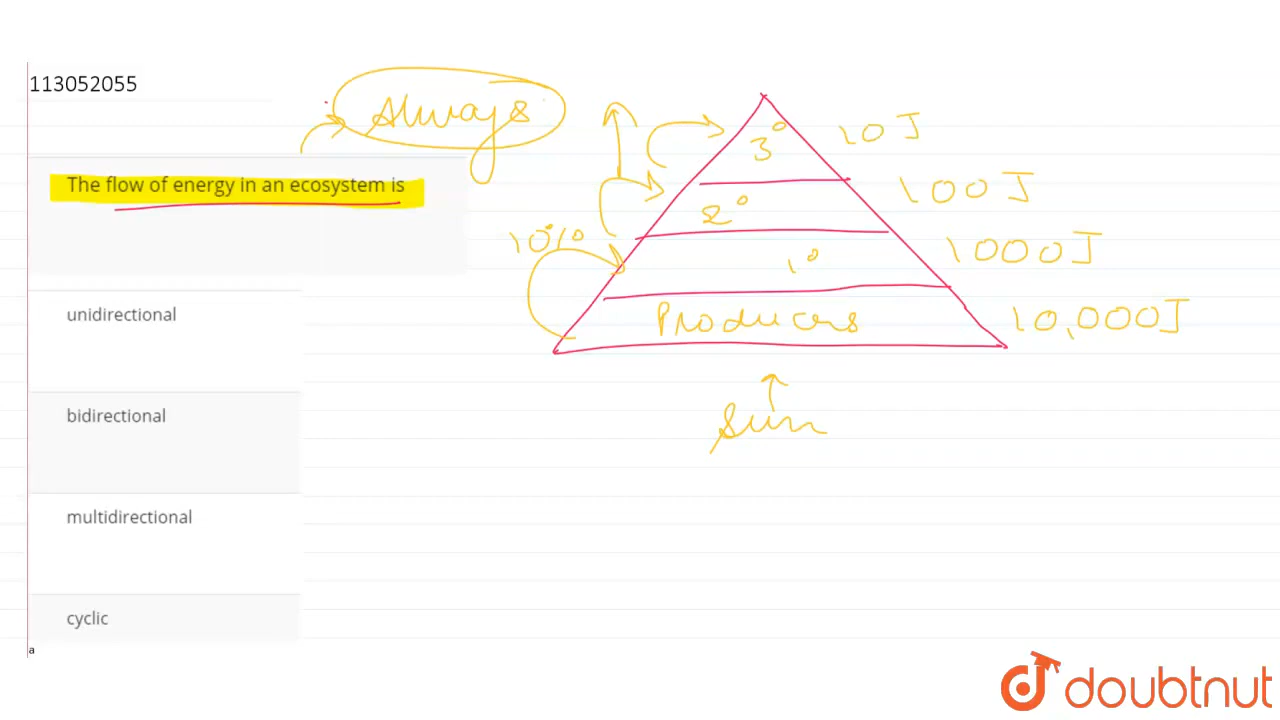 113052055
Always
The flow of energy in an ecosystem is
unidirectional
bidirectional
multidirectional
cyclic
a
3° 10 J
2° 100 J
10% 1° 1000 J
Producers 10,000 J
Sun
doubtnut